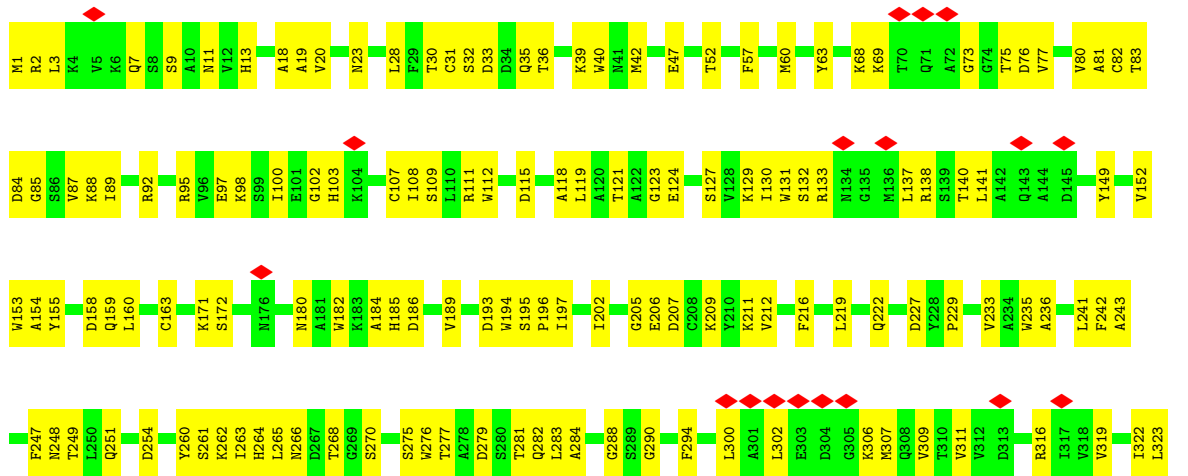 M1 R2 L3 K4 V5 K6 Q7 S8 S9 A10 N11 V12 H13 A18 A19 V20 N23 L28 F29 T30 C31 S32 D33 D34 Q35 T36 K39 W40 N41 M42 E47 T52 F57 M60 Y63 K68 K69 T70 Q71 A72 G73 G74 T75 D76 V77 V80 A81 C82 T83
D84 G85 S86 V87 K88 I89 R92 R95 V96 E97 K98 S99 I100 E101 G102 H103 K104 C107 I108 S109 L110 R111 W112 D115 A118 L119 A120 T121 A122 G123 E124 S127 V128 K129 I130 W131 S132 R133 N134 G135 M136 L137 R138 S139 T140 L141 A142 Q143 A144 D145 Y149 V152
W153 A154 Y155 D158 Q159 L160 C163 K171 S172 N176 N180 A181 W182 K183 A184 H185 D186 V189 D193 W194 S195 P196 I197 I202 G205 E206 D207 C208 K209 Y210 K211 V212 F216 L219 Q222 D227 Y228 P229 V233 A234 W235 A236 L241 F242 A243
F247 N248 T249 L250 Q251 D254 Y260 S261 K262 I263 H264 L265 N266 D267 T268 G269 S270 S275 W276 T277 A278 D279 S280 T281 Q282 L283 A284 G288 S289 G290 F294 L300 A301 L302 E303 D304 G305 K306 M307 Q308 V309 T310 V311 V312 D313 R316 I317 V318 V319 I322 L323